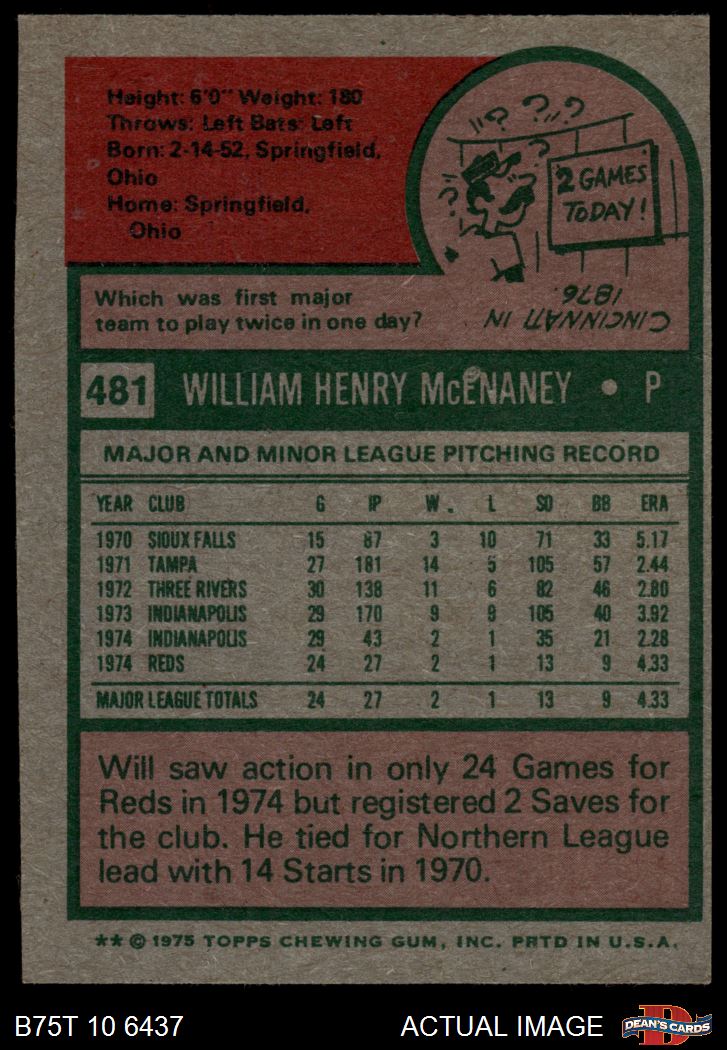 Height: 6'0" Weight: 180
Throws: Left Bats: Left
Born: 2-14-52, Springfield,
Ohio
Home: Springfield,
Ohio
2 GAMES
TODAY!
Which was first major
team to play twice in one day?
CINCINNATI IN
1876.
481 WILLIAM HENRY McENANEY • P
MAJOR AND MINOR LEAGUE PITCHING RECORD
YEAR CLUB G IP W. L SO BB ERA
1970 SIOUX FALLS 15 87 3 10 71 33 5.17
1971 TAMPA 27 181 14 5 105 57 2.44
1972 THREE RIVERS 30 138 11 6 82 46 2.80
1973 INDIANAPOLIS 29 170 9 9 105 40 3.92
1974 INDIANAPOLIS 29 43 2 1 35 21 2.28
1974 REDS 24 27 2 1 13 9 4.33
MAJOR LEAGUE TOTALS 24 27 2 1 13 9 4.33
Will saw action in only 24 Games for
Reds in 1974 but registered 2 Saves for
the club. He tied for Northern League
lead with 14 Starts in 1970.
** © 1975 TOPPS CHEWING GUM, INC. PRTD IN U.S.A.
B75T 10 6437 ACTUAL IMAGE DEAN'S CARDS